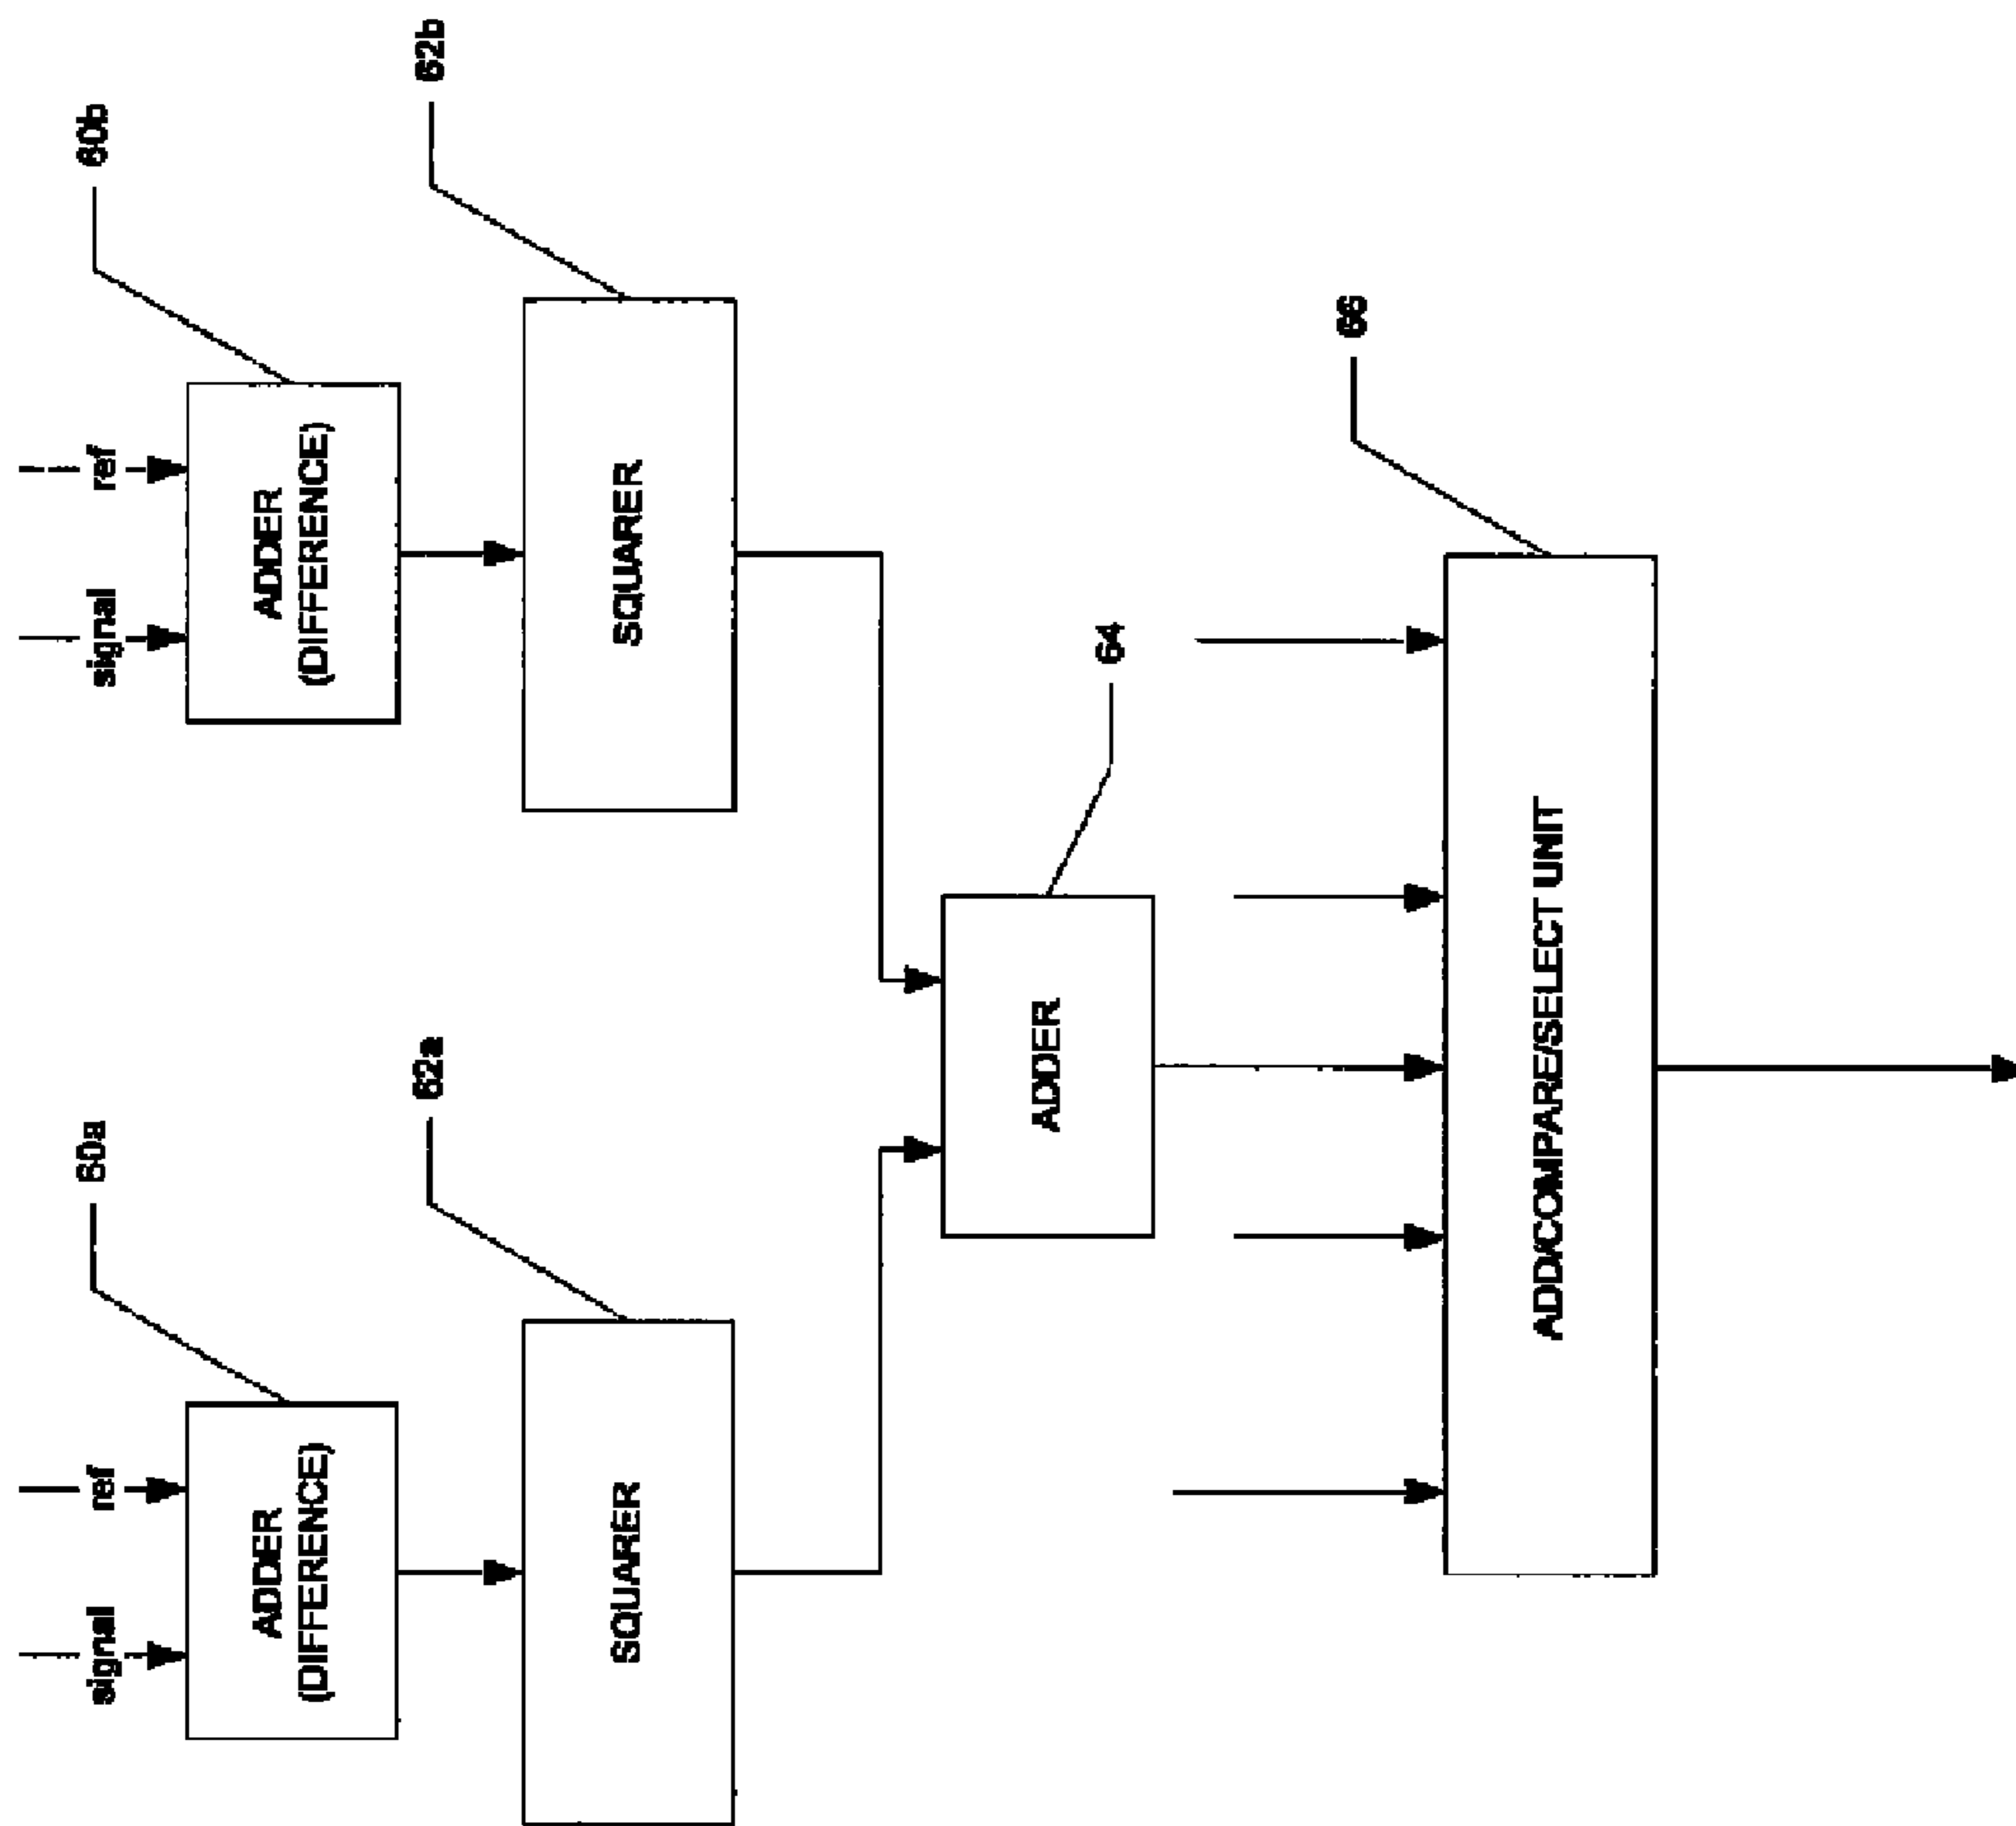 signal
ref
60a
signal
ref
60b
ADDER
(DIFFERENCE)
ADDER
(DIFFERENCE)
62a
62b
SQUARER
SQUARER
ADDER
64
66
ADD/COMPARE/SELECT UNIT